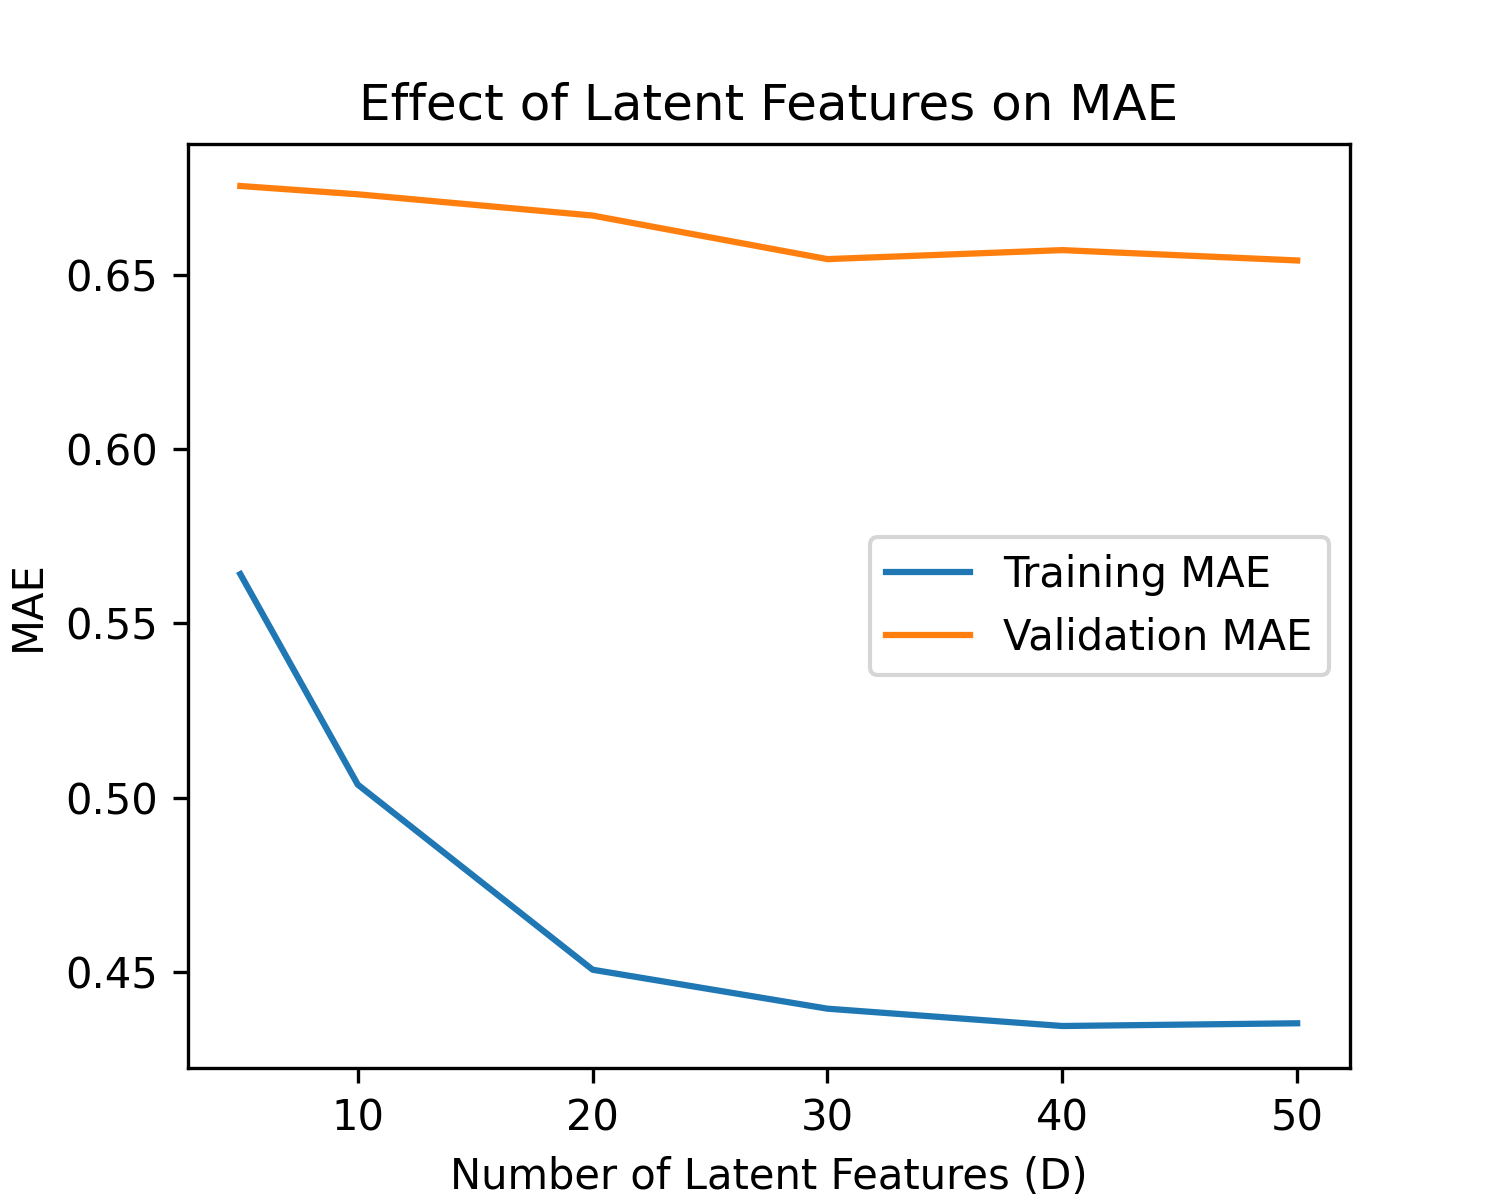 Effect of Latent Features on MAE
MAE
0.65
0.60
0.55
0.50
0.45
Training MAE
Validation MAE
10 20 30 40 50
Number of Latent Features (D)